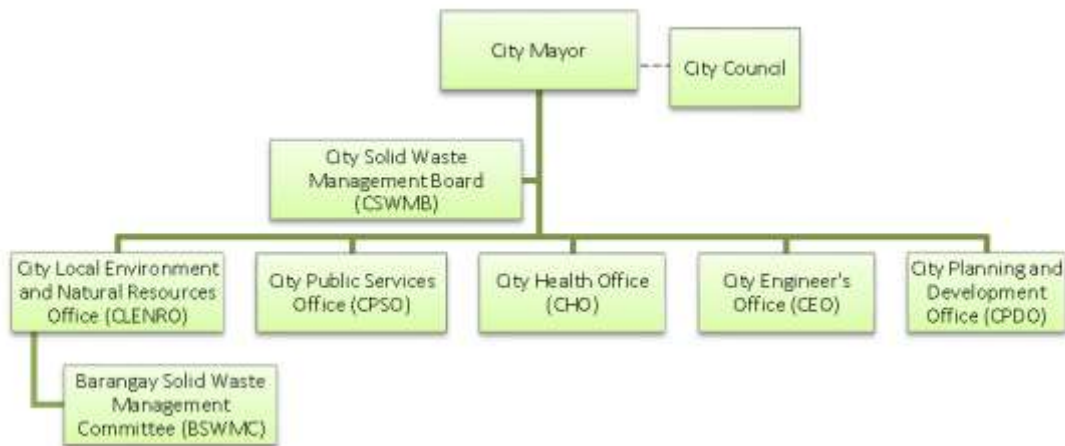 City Mayor
City Council
City Solid Waste
Management Board
(CSWMB)
City Local Environment
and Natural Resources
Office (CLENRO)
City Public Services
Office (CPSO)
City Health Office
(CHO)
City Engineer's
Office (CEO)
City Planning and
Development
Office (CPDO)
Barangay Solid Waste
Management
Committee (BSWMC)